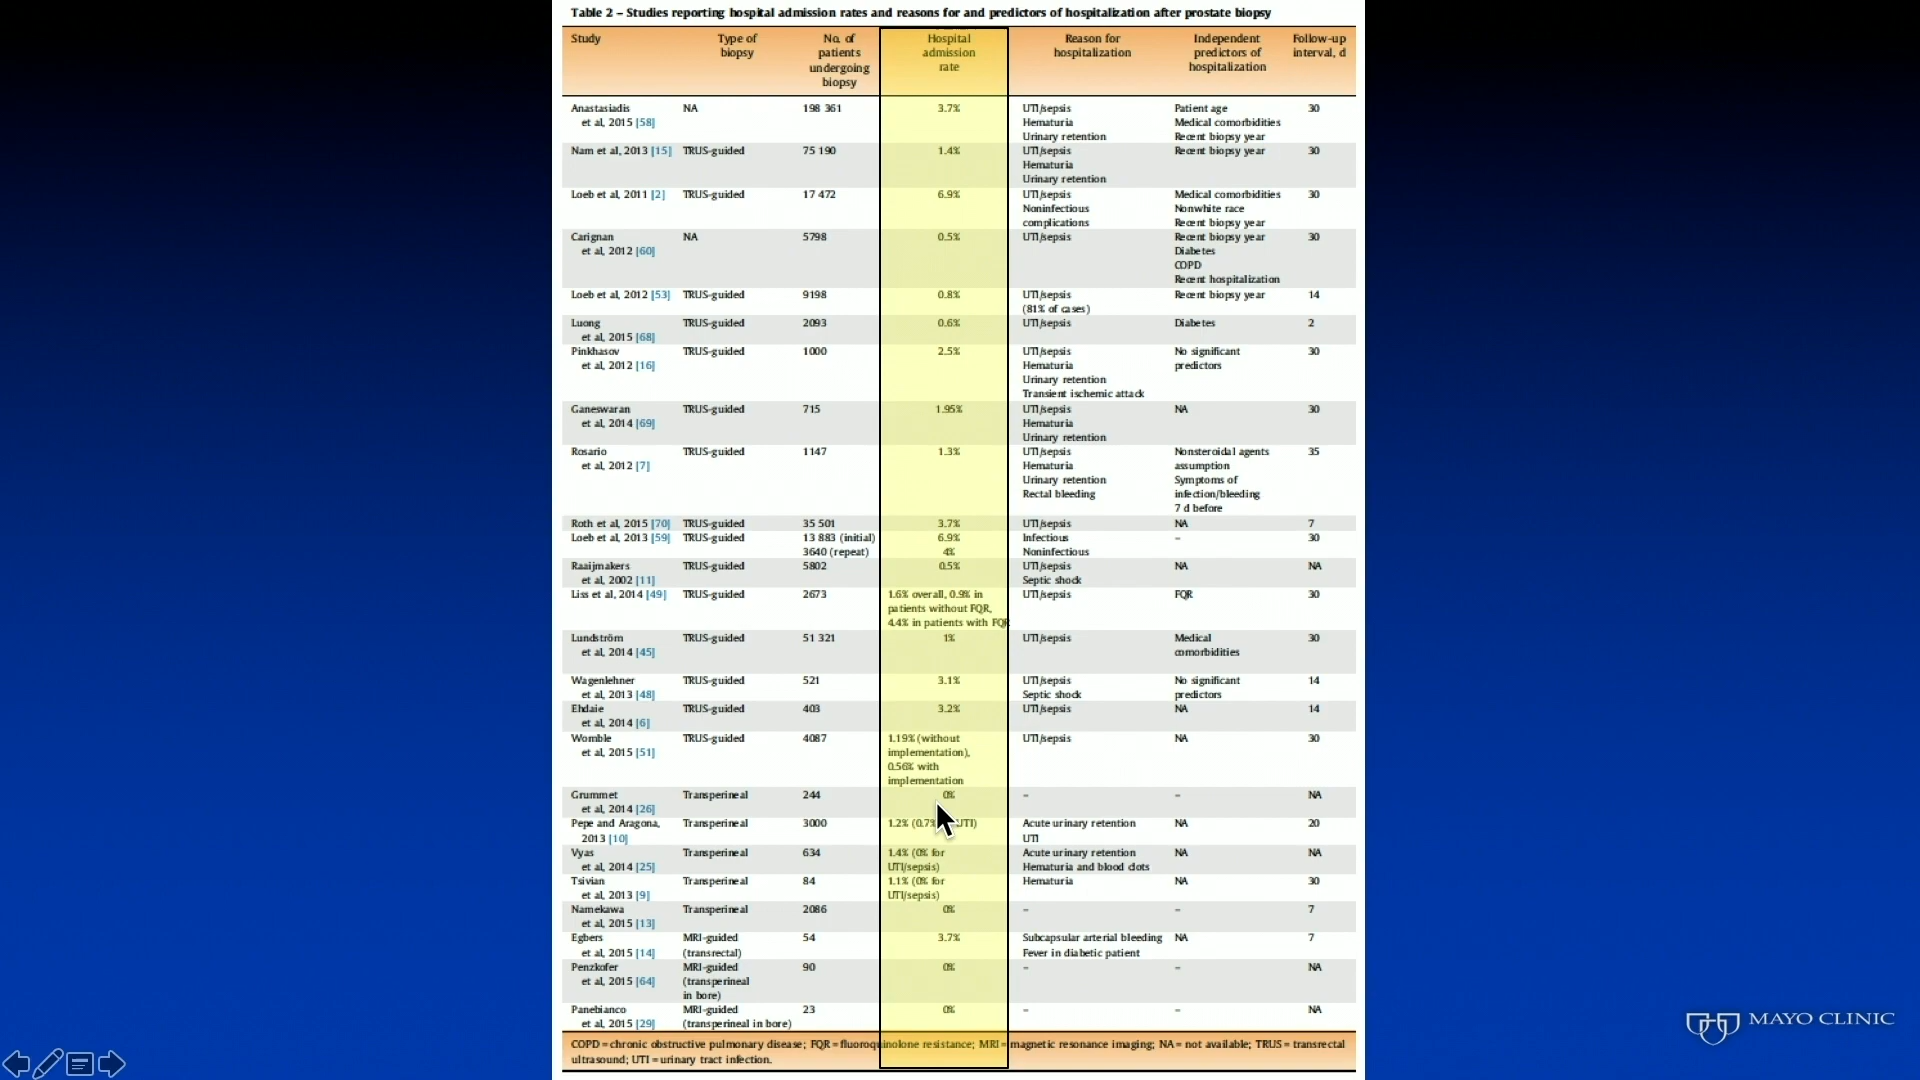 Table 2 – Studies reporting hospital admission rates and reasons for and predictors of hospitalization after prostate biopsy
Study Type of biopsy No. of patients undergoing biopsy Hospital admission rate Reason for hospitalization Independent predictors of hospitalization Follow-up interval, d
Anastasiadis NA 198 361 3.7% UTI/sepsis Patient age 30
et al, 2015 [58] Hematuria Medical comorbidities
Urinary retention Recent biopsy year
Nam et al, 2013 [15] TRUS-guided 75 190 1.4% UTI/sepsis Recent biopsy year 30
Hematuria
Urinary retention
Loeb et al, 2011 [2] TRUS-guided 17 472 6.9% UTI/sepsis Medical comorbidities 30
Noninfectious Nonwhite race
complications Recent biopsy year
Carignan NA 5798 0.5% UTI/sepsis Recent biopsy year 30
et al, 2012 [60] Diabetes
COPD
Recent hospitalization
Loeb et al, 2012 [53] TRUS-guided 9198 0.8% UTI/sepsis Recent biopsy year 14
(81% of cases)
Luong TRUS-guided 2093 0.6% UTI/sepsis Diabetes 2
et al, 2015 [68]
Pinkhasov TRUS-guided 1000 2.5% UTI/sepsis No significant 30
et al, 2012 [16] Hematuria predictors
Urinary retention
Transient ischemic attack
Ganeswaran TRUS-guided 715 1.95% UTI/sepsis NA 30
et al, 2014 [69] Hematuria
Urinary retention
Rosario TRUS-guided 1147 1.3% UTI/sepsis Nonsteroidal agents 35
et al, 2012 [7] Hematuria assumption
Urinary retention Symptoms of
Rectal bleeding infection/bleeding
7 d before
Roth et al, 2015 [70] TRUS-guided 35 501 3.7% UTI/sepsis NA 7
Loeb et al, 2013 [59] TRUS-guided 13 883 (initial) 6.9% Infectious – 30
3640 (repeat) 4% Noninfectious
Raaijmakers TRUS-guided 5802 0.5% UTI/sepsis NA NA
et al, 2002 [11] Septic shock
Liss et al, 2014 [49] TRUS-guided 2673 1.6% overall, 0.9% in UTI/sepsis FQR 30
patients without FQR,
4.4% in patients with FQR
Lundström TRUS-guided 51 321 1% UTI/sepsis Medical 30
et al, 2014 [45] comorbidities
Wagenlehner TRUS-guided 521 3.1% UTI/sepsis No significant 14
et al, 2013 [48] Septic shock predictors
Ehdaie TRUS-guided 403 3.2% UTI/sepsis NA 14
et al, 2014 [6]
Womble TRUS-guided 4087 1.19% (without UTI/sepsis NA 30
et al, 2015 [51] implementation),
0.56% with
implementation
Grummet Transperineal 244 0% – – NA
et al, 2014 [26]
Pepe and Aragona, Transperineal 3000 1.2% (0.7% UTI) Acute urinary retention NA 20
2013 [10] UTI
Vyas Transperineal 634 1.4% (0% for Acute urinary retention NA NA
et al, 2014 [25] UTI/sepsis) Hematuria and blood clots
Tsivian Transperineal 84 1.1% (0% for Hematuria NA 30
et al, 2013 [9] UTI/sepsis)
Namekawa Transperineal 2086 0% – – 7
et al, 2015 [13]
Egbers MRI-guided 54 3.7% Subcapsular arterial bleeding NA 7
et al, 2015 [14] (transrectal) Fever in diabetic patient
Penzkofer MRI-guided 90 0% – – NA
et al, 2015 [64] (transperineal
in bore)
Panebianco MRI-guided 23 0% – – NA
et al, 2015 [29] (transperineal in bore)
COPD = chronic obstructive pulmonary disease; FQR = fluoroquinolone resistance; MRI = magnetic resonance imaging; NA = not available; TRUS = transrectal
ultrasound; UTI = urinary tract infection.
MAYO CLINIC